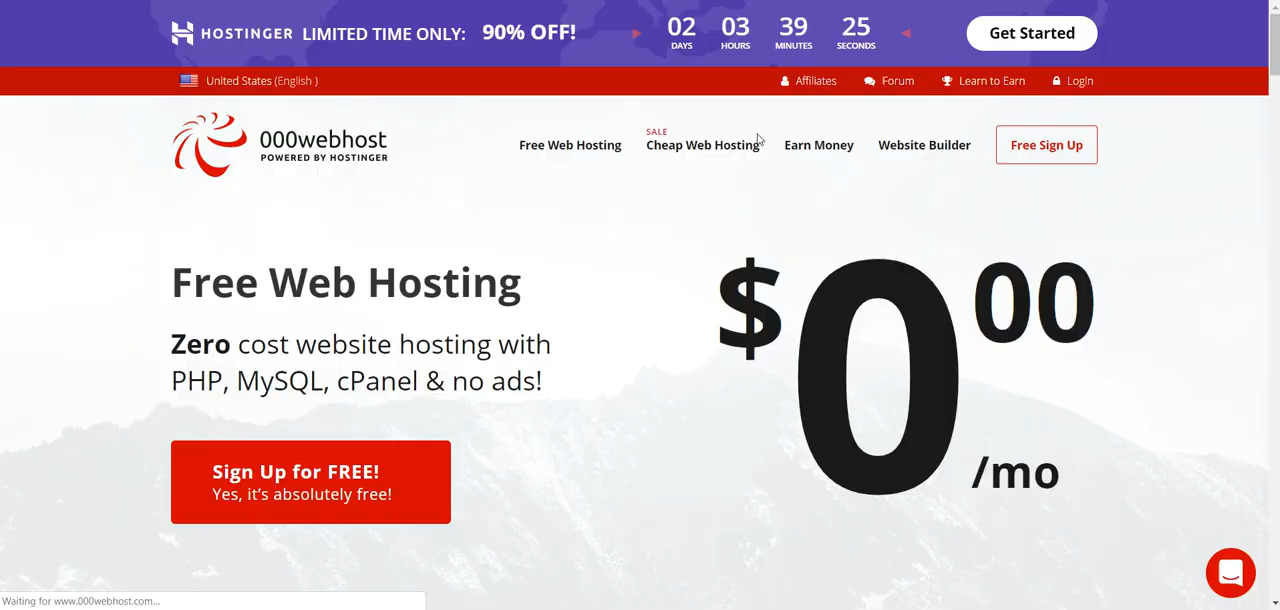 HOSTINGER LIMITED TIME ONLY: 90% OFF! 02 03 39 25 Get Started
DAYS HOURS MINUTES SECONDS
United States (English ) Affiliates Forum Learn to Earn Login
000webhost
POWERED BY HOSTINGER
SALE
Free Web Hosting Cheap Web Hosting Earn Money Website Builder Free Sign Up
Free Web Hosting
Zero cost website hosting with
PHP, MySQL, cPanel & no ads!
Sign Up for FREE!
Yes, it's absolutely free!
$0 00
/mo
Waiting for www.000webhost.com...